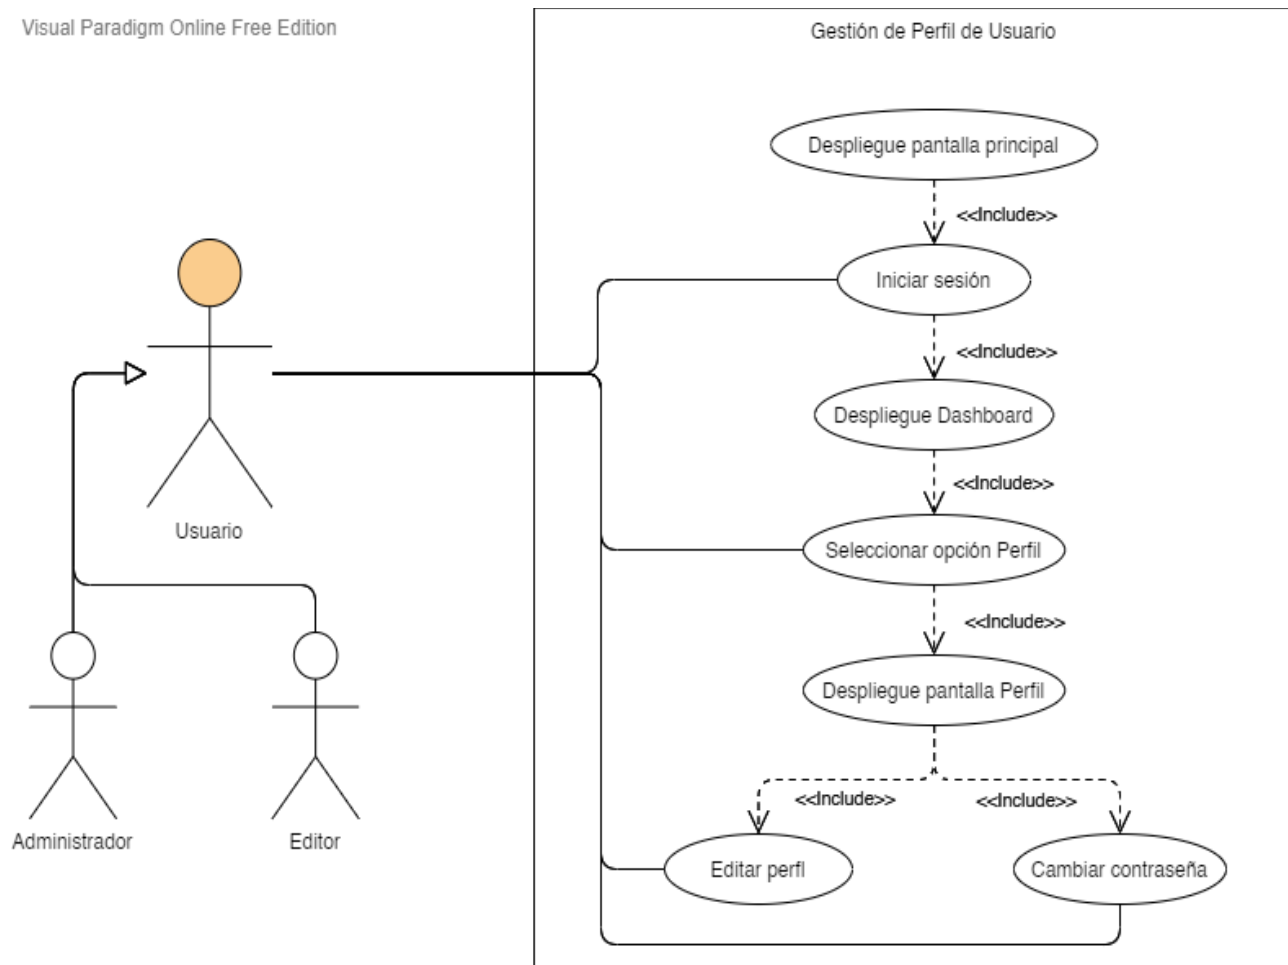 Visual Paradigm Online Free Edition
Gestión de Perfil de Usuario
Despliegue pantalla principal
<<Include>>
Iniciar sesión
<<Include>>
Despliegue Dashboard
<<Include>>
Seleccionar opción Perfil
Usuario
<<Include>>
Despliegue pantalla Perfil
<<Include>>
<<Include>>
Administrador
Editor
Editar perfl
Cambiar contraseña